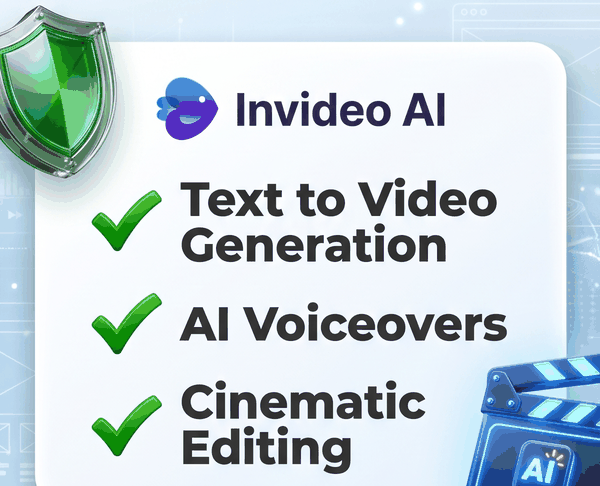 Invideo AI
Text to Video
Generation
AI Voiceovers
Cinematic
Editing
AI